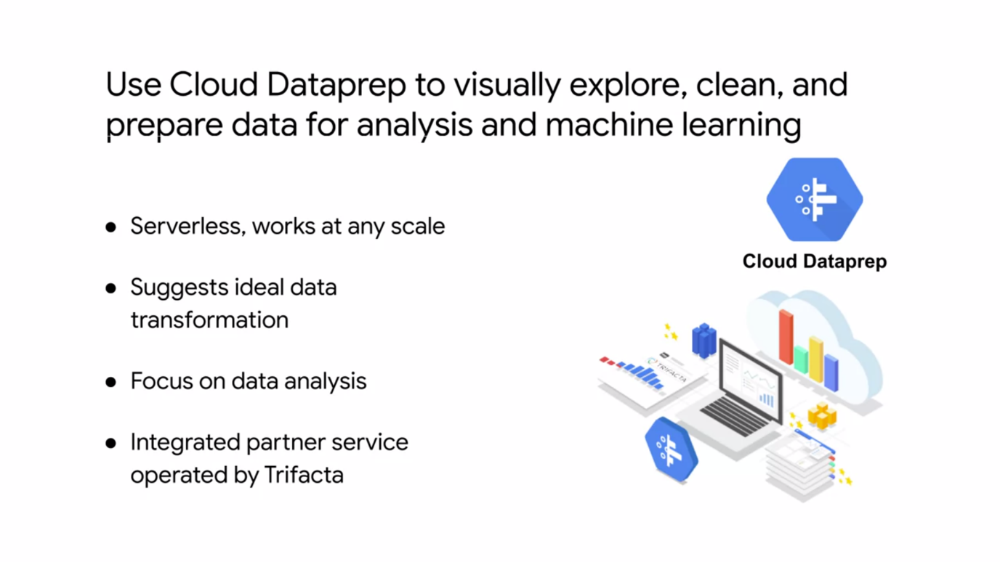 Use Cloud Dataprep to visually explore, clean, and
prepare data for analysis and machine learning
● Serverless, works at any scale
● Suggests ideal data
transformation
● Focus on data analysis
● Integrated partner service
operated by Trifacta
Cloud Dataprep
TRIFACTA